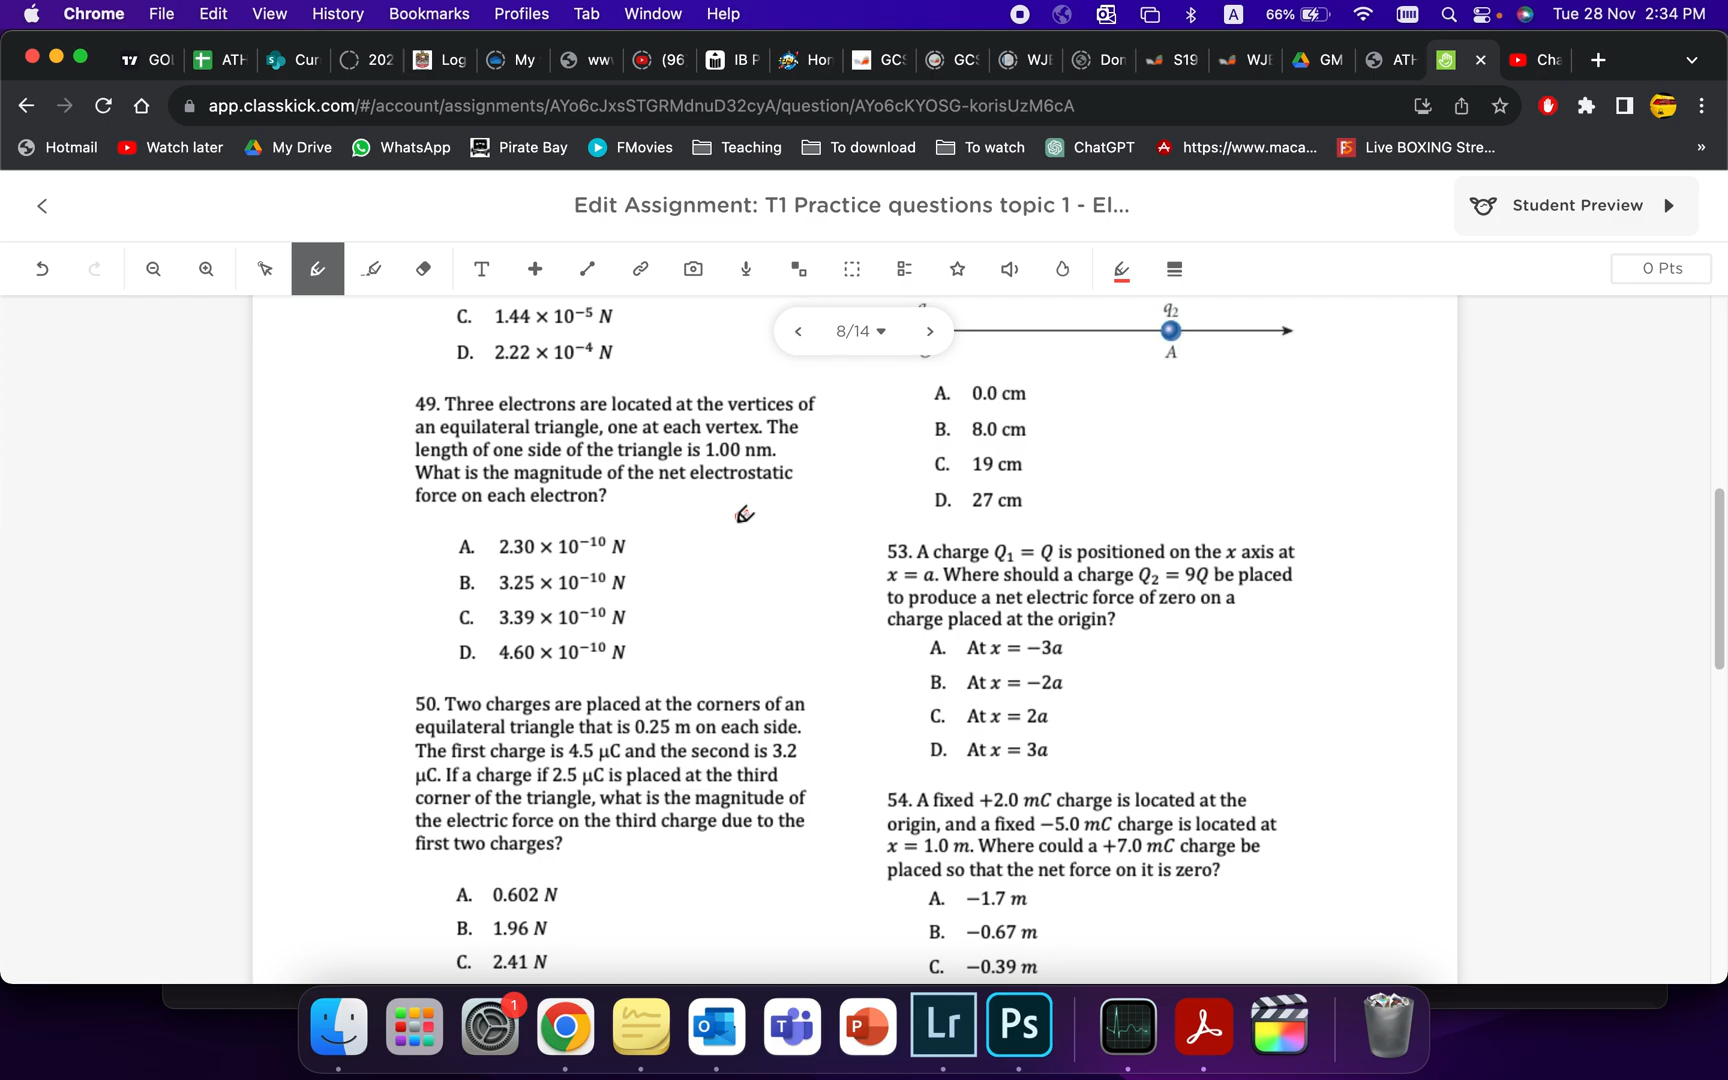 Chrome File Edit View History Bookmarks Profiles Tab Window Help
A 66% Tue 28 Nov 2:34 PM
GOI ATH Cur 202 Log My ww (96 IB P Hor GCS GCS WJE Don S19 WJE GM ATH Cha
app.classkick.com/#/account/assignments/AYo6cJxsSTGRMdnuD32cyA/question/AYo6cKYOSG-korisUzM6cA
Hotmail Watch later My Drive WhatsApp Pirate Bay FMovies Teaching To download To watch ChatGPT https://www.maca... Live BOXING Stre... »
Edit Assignment: T1 Practice questions topic 1 - El...
Student Preview
T
0 Pts
8/14
C. 1.44 × 10⁻⁵ N
D. 2.22 × 10⁻⁴ N
49. Three electrons are located at the vertices of
an equilateral triangle, one at each vertex. The
length of one side of the triangle is 1.00 nm.
What is the magnitude of the net electrostatic
force on each electron?
A. 2.30 × 10⁻¹⁰ N
B. 3.25 × 10⁻¹⁰ N
C. 3.39 × 10⁻¹⁰ N
D. 4.60 × 10⁻¹⁰ N
50. Two charges are placed at the corners of an
equilateral triangle that is 0.25 m on each side.
The first charge is 4.5 μC and the second is 3.2
μC. If a charge if 2.5 μC is placed at the third
corner of the triangle, what is the magnitude of
the electric force on the third charge due to the
first two charges?
A. 0.602 N
B. 1.96 N
C. 2.41 N
q₂
A
A. 0.0 cm
B. 8.0 cm
C. 19 cm
D. 27 cm
53. A charge Q₁ = Q is positioned on the x axis at
x = a. Where should a charge Q₂ = 9Q be placed
to produce a net electric force of zero on a
charge placed at the origin?
A. At x = −3a
B. At x = −2a
C. At x = 2a
D. At x = 3a
54. A fixed +2.0 mC charge is located at the
origin, and a fixed −5.0 mC charge is located at
x = 1.0 m. Where could a +7.0 mC charge be
placed so that the net force on it is zero?
A. −1.7 m
B. −0.67 m
C. −0.39 m
1
Lr Ps